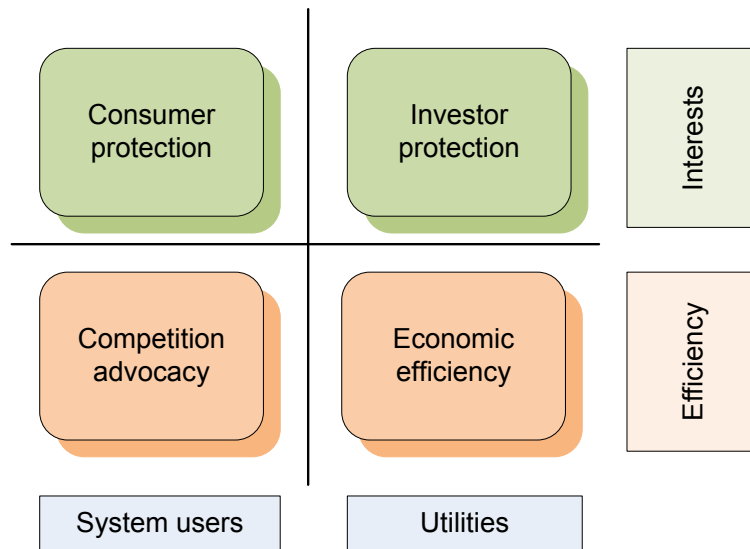 Consumer
protection
Investor
protection
Interests
Competition
advocacy
Economic
efficiency
Efficiency
System users
Utilities